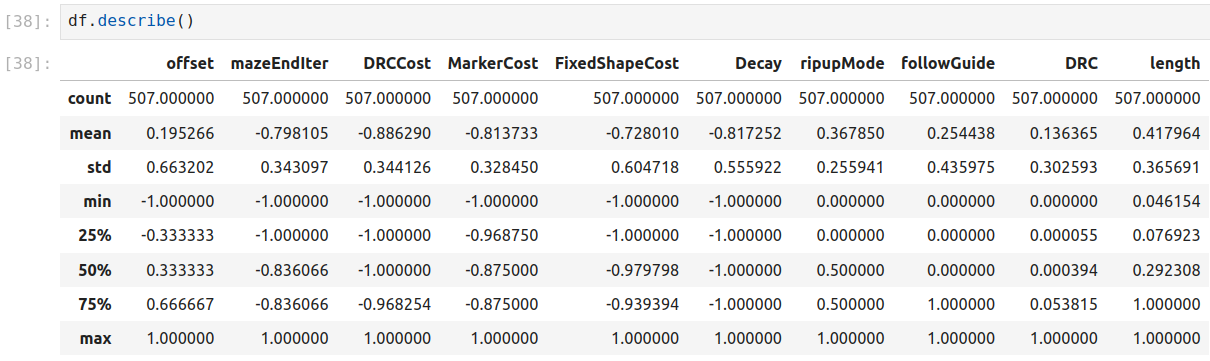 [38]: df.describe()
[38]: offset mazeEndIter DRCCost MarkerCost FixedShapeCost Decay ripupMode followGuide DRC length
count 507.000000 507.000000 507.000000 507.000000 507.000000 507.000000 507.000000 507.000000 507.000000 507.000000
mean 0.195266 -0.798105 -0.886290 -0.813733 -0.728010 -0.817252 0.367850 0.254438 0.136365 0.417964
std 0.663202 0.343097 0.344126 0.328450 0.604718 0.555922 0.255941 0.435975 0.302593 0.365691
min -1.000000 -1.000000 -1.000000 -1.000000 -1.000000 -1.000000 0.000000 0.000000 0.000000 0.046154
25% -0.333333 -1.000000 -1.000000 -0.968750 -1.000000 -1.000000 0.000000 0.000000 0.000055 0.076923
50% 0.333333 -0.836066 -1.000000 -0.875000 -0.979798 -1.000000 0.500000 0.000000 0.000394 0.292308
75% 0.666667 -0.836066 -0.968254 -0.875000 -0.939394 -1.000000 0.500000 1.000000 0.053815 1.000000
max 1.000000 1.000000 1.000000 1.000000 1.000000 1.000000 1.000000 1.000000 1.000000 1.000000